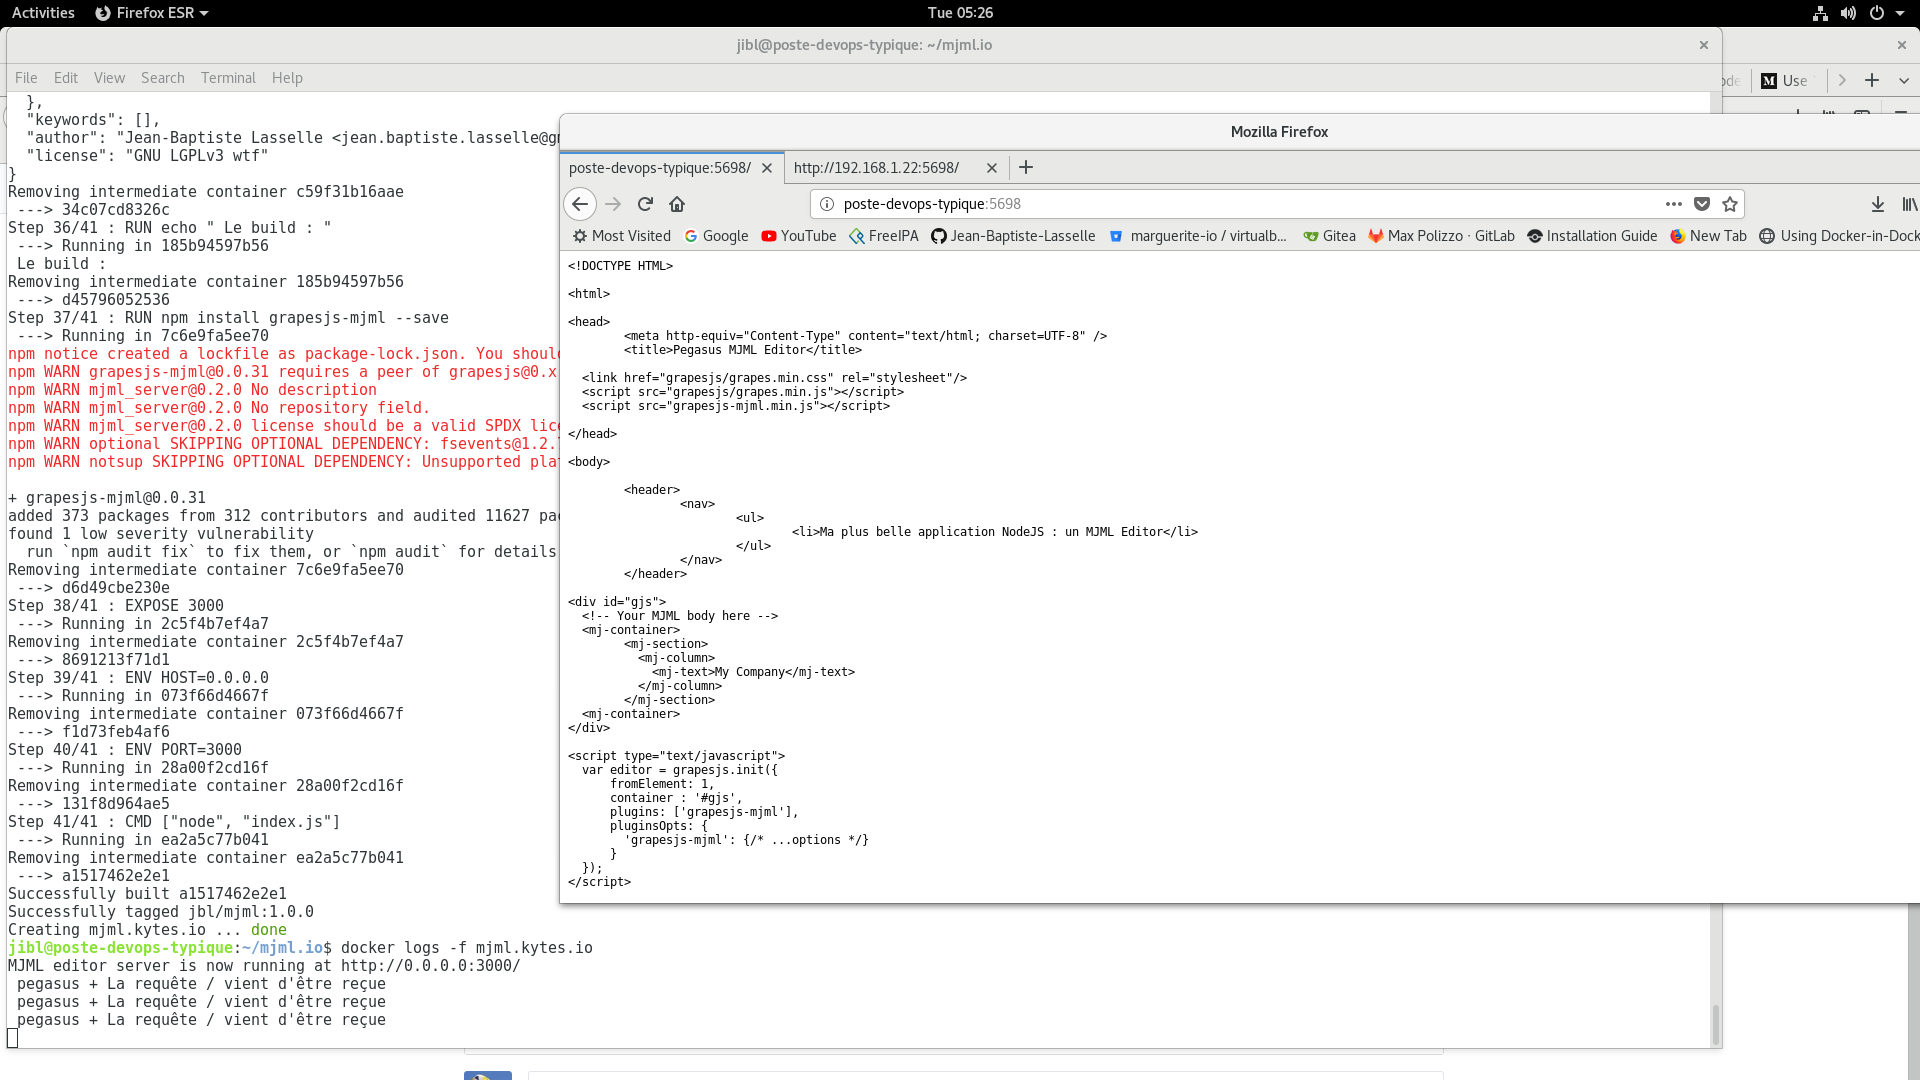 Activities Firefox ESR Tue 05:26
jibl@poste-devops-typique: ~/mjml.io
File Edit View Search Terminal Help
Use
},
"keywords": [],
"author": "Jean-Baptiste Lasselle <jean.baptiste.lasselle@
"license": "GNU LGPLv3 wtf"
}
Removing intermediate container c59f31b16aae
---> 34c07cd8326c
Step 36/41 : RUN echo " Le build : "
---> Running in 185b94597b56
Le build :
Removing intermediate container 185b94597b56
---> d45796052536
Step 37/41 : RUN npm install grapesjs-mjml --save
---> Running in 7c6e9fa5ee70
npm notice created a lockfile as package-lock.json. You
npm WARN grapesjs-mjml@0.0.31 requires a peer of grapesjs@0.x
npm WARN mjml_server@0.2.0 No description
npm WARN mjml_server@0.2.0 No repository field.
npm WARN mjml_server@0.2.0 license should be a valid SPDX
npm WARN optional SKIPPING OPTIONAL DEPENDENCY: fsevents@1.2.
npm WARN notsup SKIPPING OPTIONAL DEPENDENCY: Unsupported
+ grapesjs-mjml@0.0.31
added 373 packages from 312 contributors and audited 11627
found 1 low severity vulnerability
run `npm audit fix` to fix them, or `npm audit` for details
Removing intermediate container 7c6e9fa5ee70
---> d6d49cbe230e
Step 38/41 : EXPOSE 3000
---> Running in 2c5f4b7ef4a7
Removing intermediate container 2c5f4b7ef4a7
---> 8691213f71d1
Step 39/41 : ENV HOST=0.0.0.0
---> Running in 073f66d4667f
Removing intermediate container 073f66d4667f
---> f1d73feb4af6
Step 40/41 : ENV PORT=3000
---> Running in 28a00f2cd16f
Removing intermediate container 28a00f2cd16f
---> 131f8d964ae5
Step 41/41 : CMD ["node", "index.js"]
---> Running in ea2a5c77b041
Removing intermediate container ea2a5c77b041
---> a1517462e2e1
Successfully built a1517462e2e1
Successfully tagged jbl/mjml:1.0.0
Creating mjml.kytes.io ... done
jibl@poste-devops-typique:~/mjml.io$ docker logs -f mjml.kytes.io
MJML editor server is now running at http://0.0.0.0:3000/
pegasus + La requête / vient d'être reçue
pegasus + La requête / vient d'être reçue
pegasus + La requête / vient d'être reçue
Mozilla Firefox
poste-devops-typique:5698/ http://192.168.1.22:5698/
poste-devops-typique:5698
Most Visited Google YouTube FreeIPA Jean-Baptiste-Lasselle marguerite-io / virtualb... Gitea Max Polizzo · GitLab Installation Guide New Tab Using Docker-in-Dock
<!DOCTYPE HTML>
<html>
<head>
<meta http-equiv="Content-Type" content="text/html; charset=UTF-8" />
<title>Pegasus MJML Editor</title>
<link href="grapesjs/grapes.min.css" rel="stylesheet"/>
<script src="grapesjs/grapes.min.js"></script>
<script src="grapesjs-mjml.min.js"></script>
</head>
<body>
<header>
<nav>
<ul>
<li>Ma plus belle application NodeJS : un MJML Editor</li>
</ul>
</nav>
</header>
<div id="gjs">
<!-- Your MJML body here -->
<mj-container>
<mj-section>
<mj-column>
<mj-text>My Company</mj-text>
</mj-column>
</mj-section>
<mj-container>
</div>
<script type="text/javascript">
var editor = grapesjs.init({
fromElement: 1,
container : '#gjs',
plugins: ['grapesjs-mjml'],
pluginsOpts: {
'grapesjs-mjml': {/* ...options */}
}
});
</script>